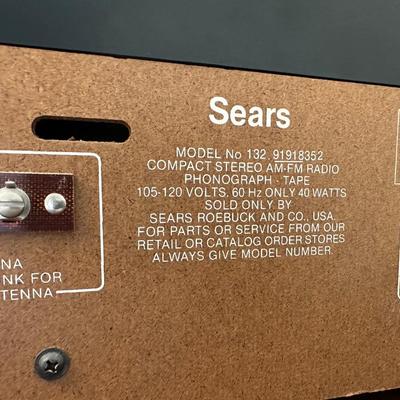 Sears
MODEL No 132.91918352
COMPACT STEREO AM-FM RADIO
PHONOGRAPH - TAPE
105-120 VOLTS. 60 Hz ONLY 40 WATTS
SOLD ONLY BY
SEARS ROEBUCK AND CO., USA.
FOR PARTS OR SERVICE FROM OUR
RETAIL OR CATALOG ORDER STORES
ALWAYS GIVE MODEL NUMBER.
NA
NK FOR
TENNA